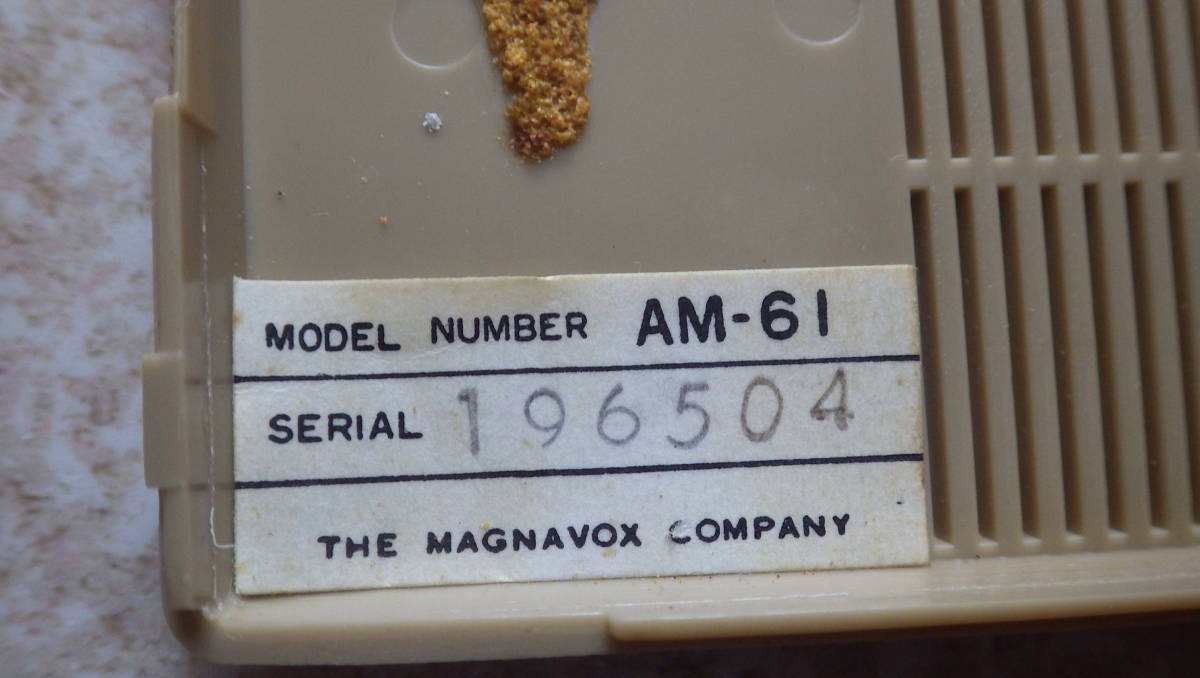 MODEL NUMBER AM-61
SERIAL 196504
THE MAGNAVOX COMPANY